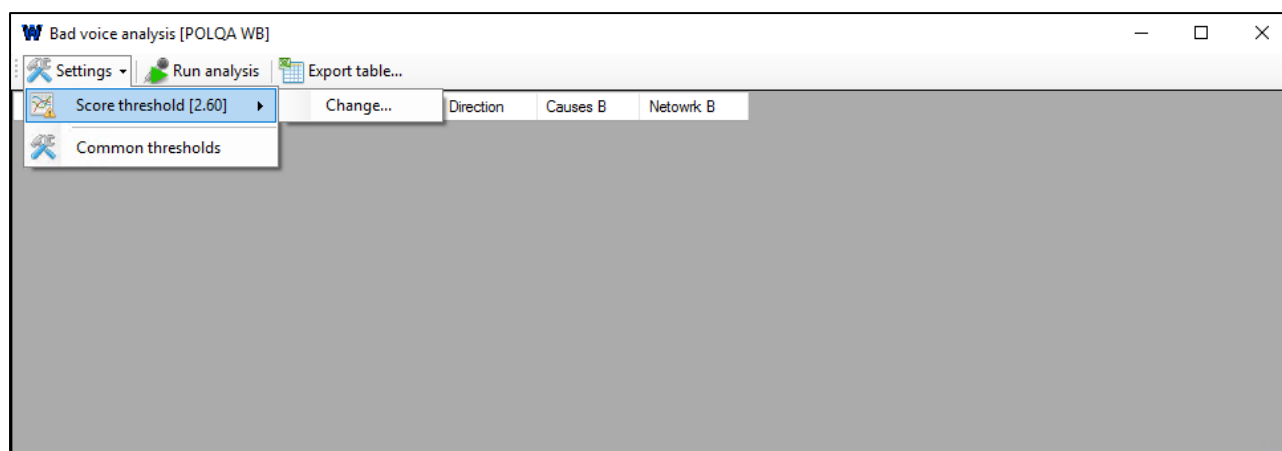 Bad voice analysis [POLQA WB]
Settings Run analysis Export table...
Score threshold [2.60] Change... Direction Causes B Netowrk B
Common thresholds